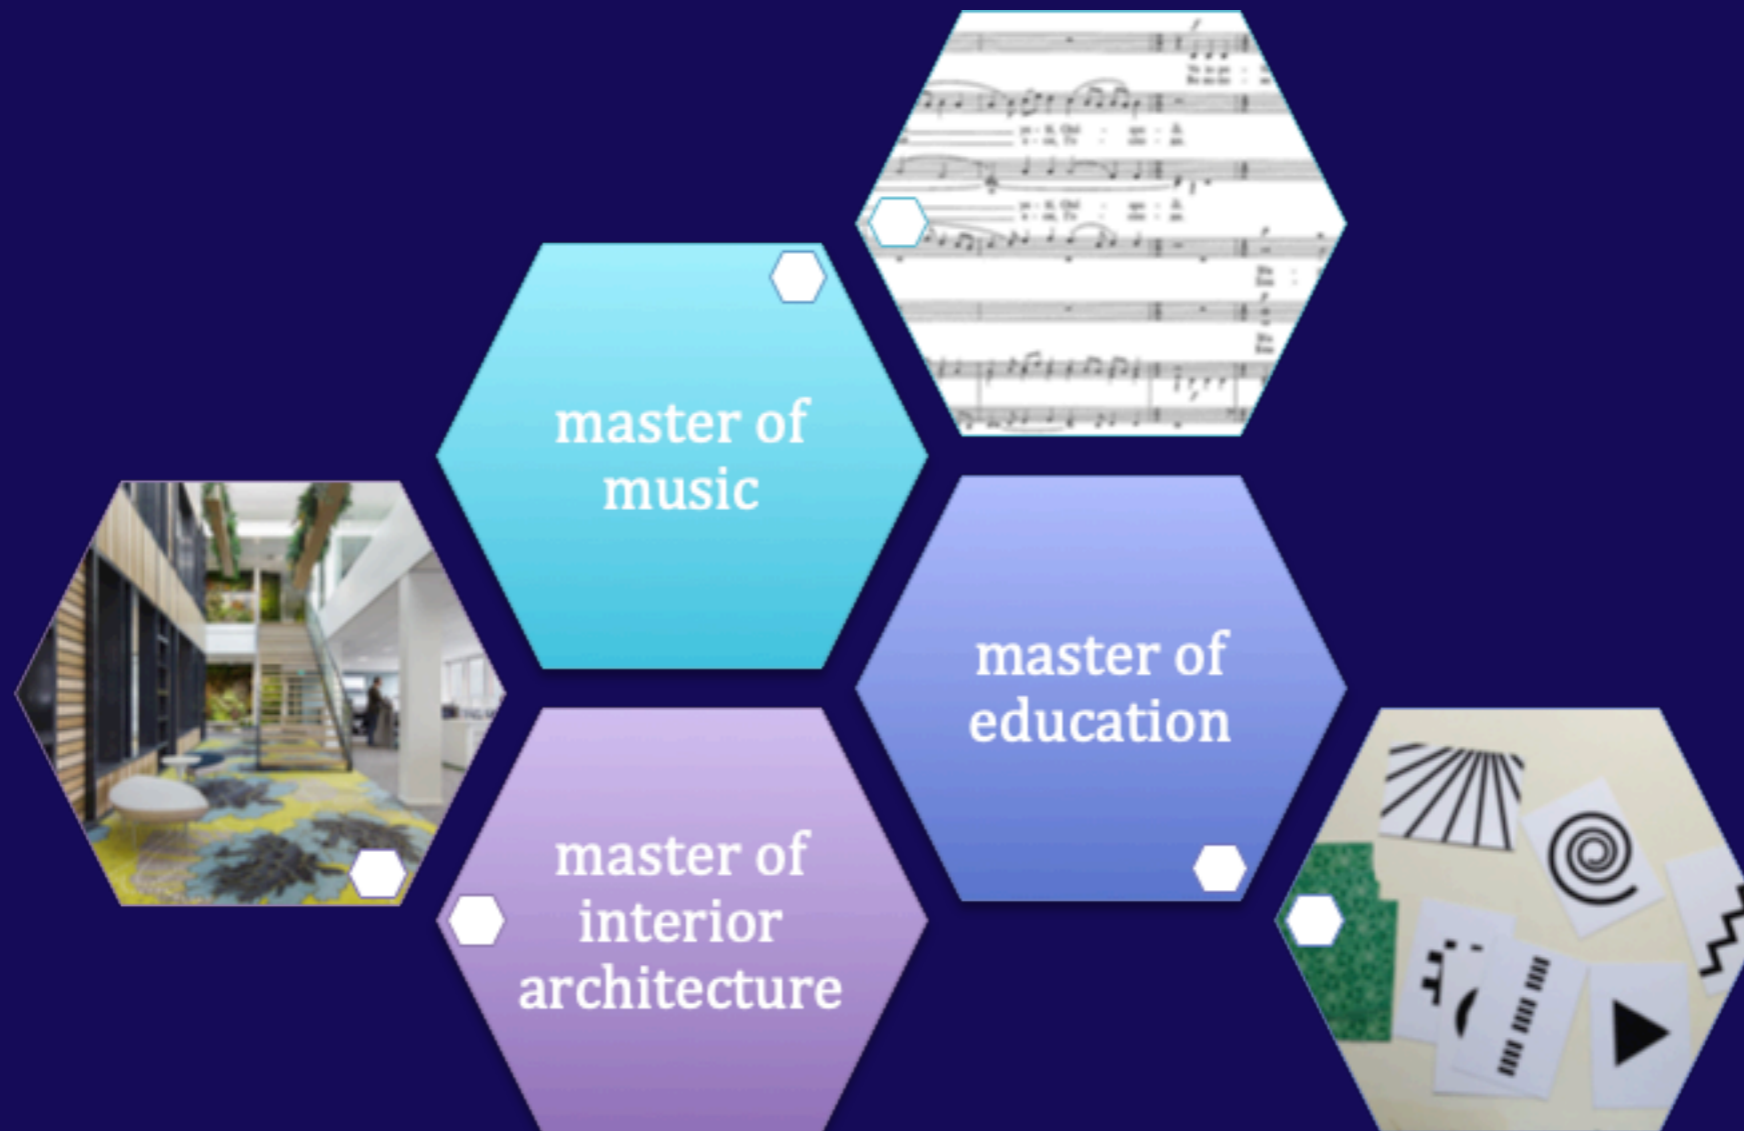 master of
music
master of
education
master of
interior
architecture